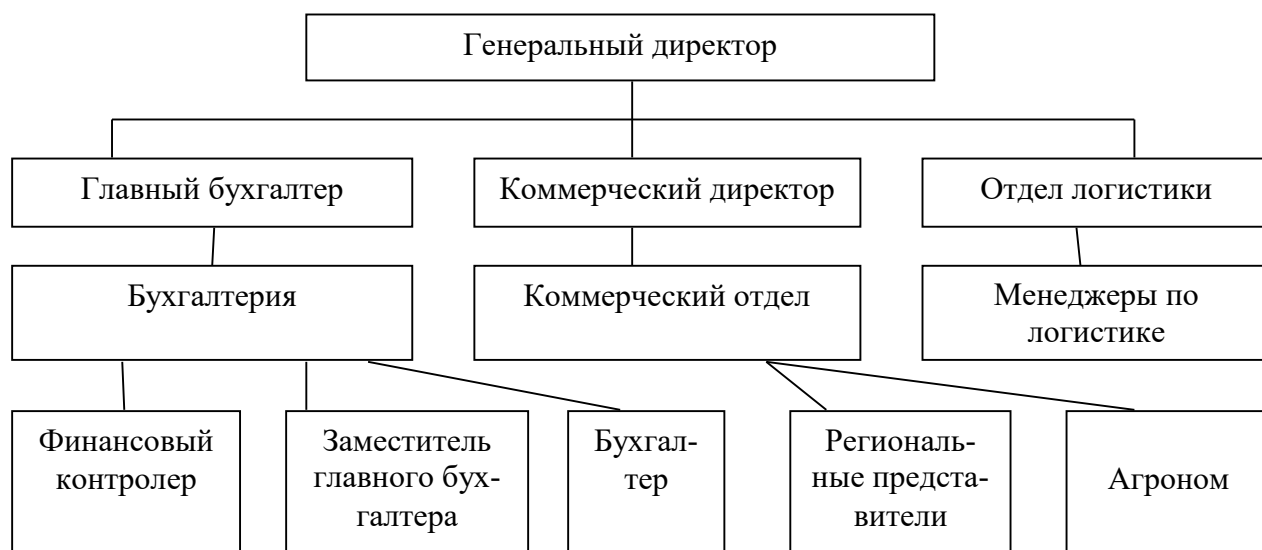 Генеральный директор
Главный бухгалтер
Коммерческий директор
Отдел логистики
Бухгалтерия
Коммерческий отдел
Менеджеры по
логистике
Финансовый
контролер
Заместитель
главного бух-
галтера
Бухгал-
тер
Региональ-
ные предста-
вители
Агроном